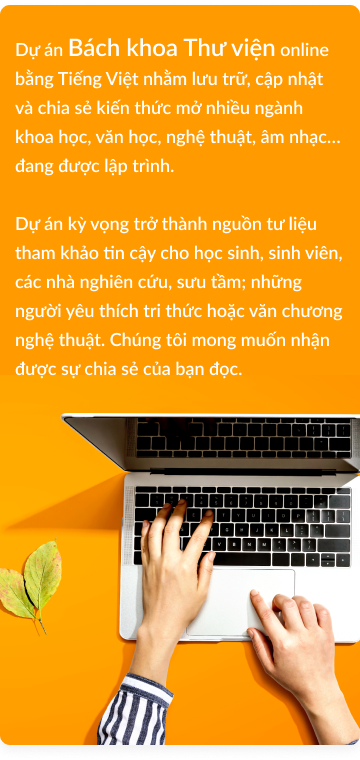 Dự án Bách khoa Thư viện online
bằng Tiếng Việt nhằm lưu trữ, cập nhật
và chia sẻ kiến thức mở nhiều ngành
khoa học, văn học, nghệ thuật, âm nhạc...
đang được lập trình.
Dự án kỳ vọng trở thành nguồn tư liệu
tham khảo tin cậy cho học sinh, sinh viên,
các nhà nghiên cứu, sưu tầm; những
người yêu thích tri thức hoặc văn chương
nghệ thuật. Chúng tôi mong muốn nhận
được sự chia sẻ của bạn đọc.